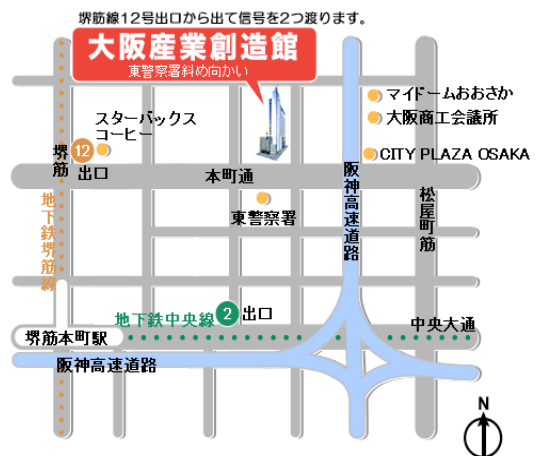 堺筋線12号出口から出て信号を2つ渡ります。
大阪産業創造館
東警察署斜め向かい
マイドームおおさか
大阪商工会議所
CITY PLAZA OSAKA
スターバックス
コーヒー
堺筋
12
出口
本町通
阪神高速道路
松屋町筋
東警察署
地下鉄堺筋線
地下鉄中央線
2
出口
中央大通
堺筋本町駅
阪神高速道路
N